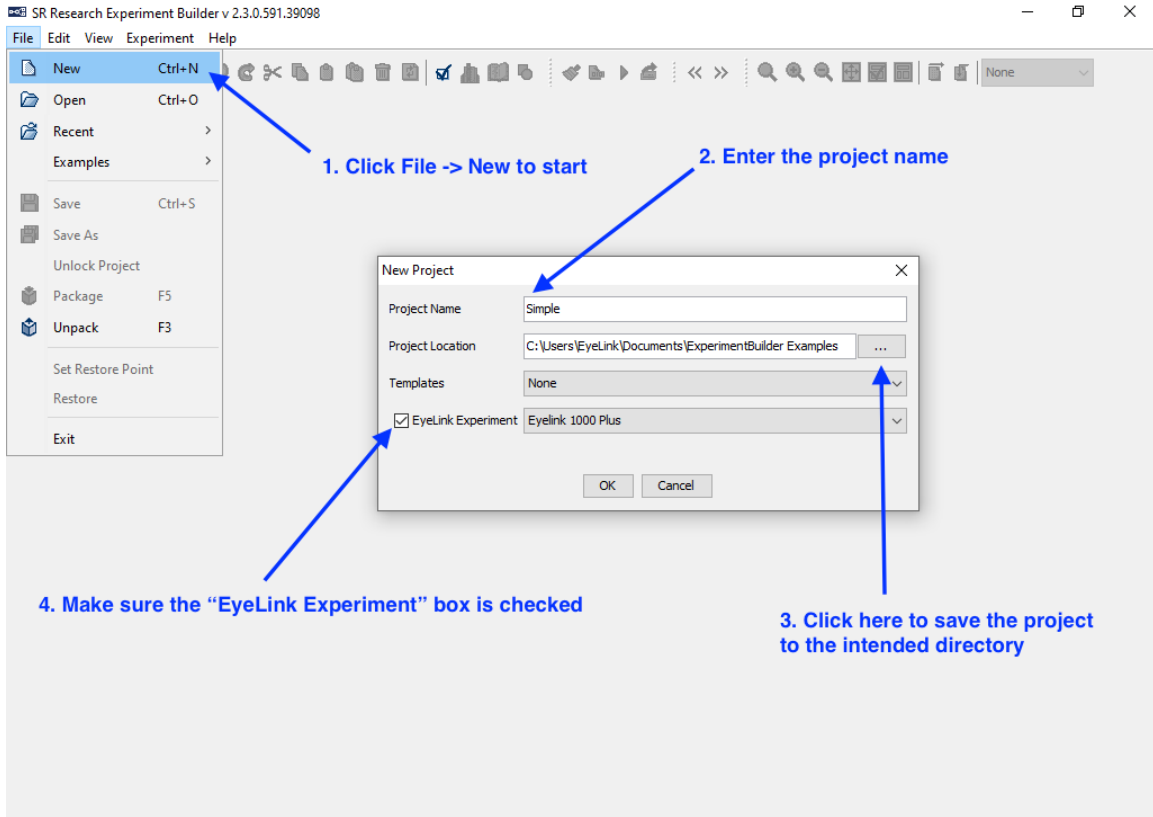 SR Research Experiment Builder v 2.3.0.591.39098
File Edit View Experiment Help
New Ctrl+N
Open Ctrl+O
Recent
Examples
Save Ctrl+S
Save As
Unlock Project
Package F5
Unpack F3
Set Restore Point
Restore
Exit
None
1. Click File -> New to start
2. Enter the project name
New Project
Project Name Simple
Project Location C:\Users\EyeLink\Documents\ExperimentBuilder Examples ...
Templates None
EyeLink Experiment Eyelink 1000 Plus
OK Cancel
4. Make sure the “EyeLink Experiment” box is checked
3. Click here to save the project
to the intended directory